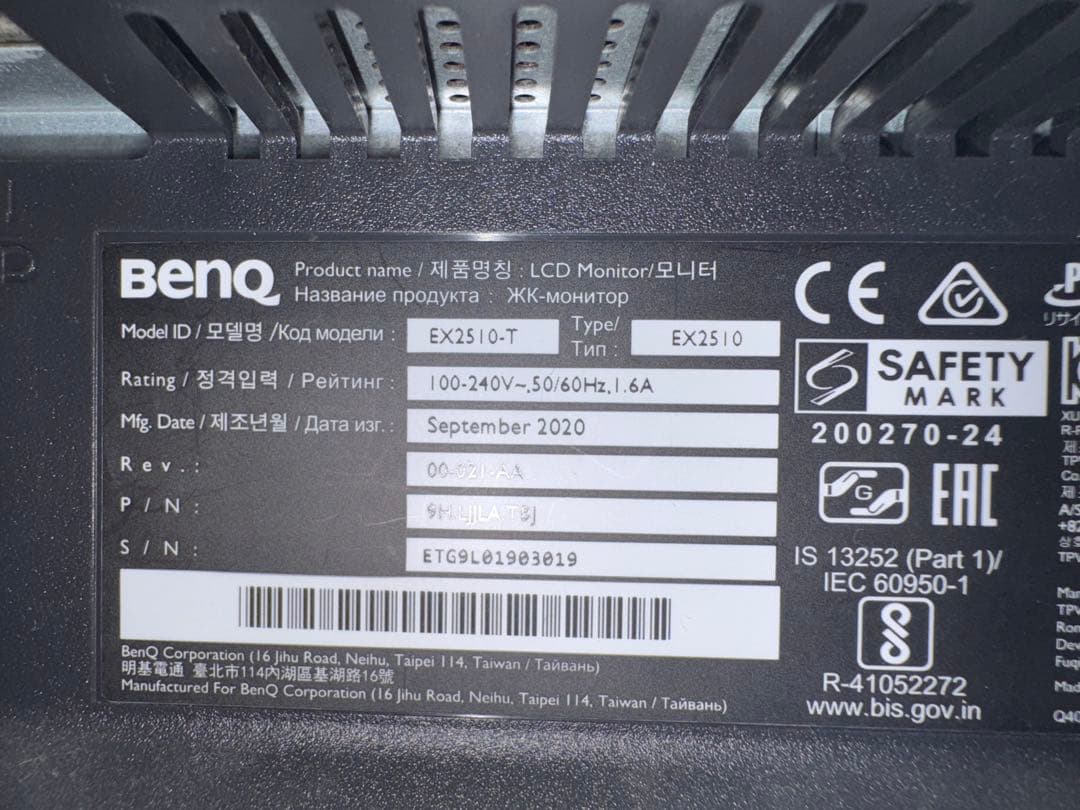 BenQ
Product name / 제품명칭 : LCD Monitor/모니터
Название продукта : ЖК-монитор
Model ID / 모델명 /Код модели : EX2510-T Type/ Тип : EX2510
Rating / 정격입력 / Рейтинг : 100-240V~,50/60Hz,1.6A
Mfg. Date / 제조년월 / Дата изг. : September 2020
Rev. : 00-021-AA
P / N :
S / N : ETG9L01903019
BenQ Corporation (16 Jihu Road, Neihu, Taipei 114, Taiwan / Тайвань)
明基電通 臺北市114內湖區基湖路16號
Manufactured For BenQ Corporation (16 Jihu Road, Neihu, Taipei 114, Taiwan / Тайвань)
CE
SAFETY
MARK
200270-24
G
EAC
IS 13252 (Part 1)/
IEC 60950-1
R-41052272
www.bis.gov.in